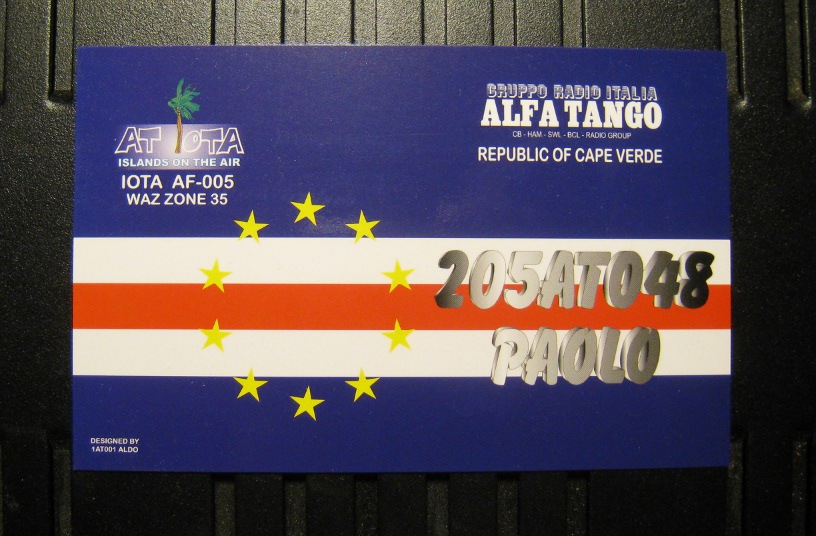 AT IOTA
ISLANDS ON THE AIR
IOTA AF-005
WAZ ZONE 35
GRUPPO RADIO ITALIA
ALFA TANGO
CB - HAM - SWL - BCL - RADIO GROUP
REPUBLIC OF CAPE VERDE
205AT048
PAOLO
DESIGNED BY
1AT001 ALDO